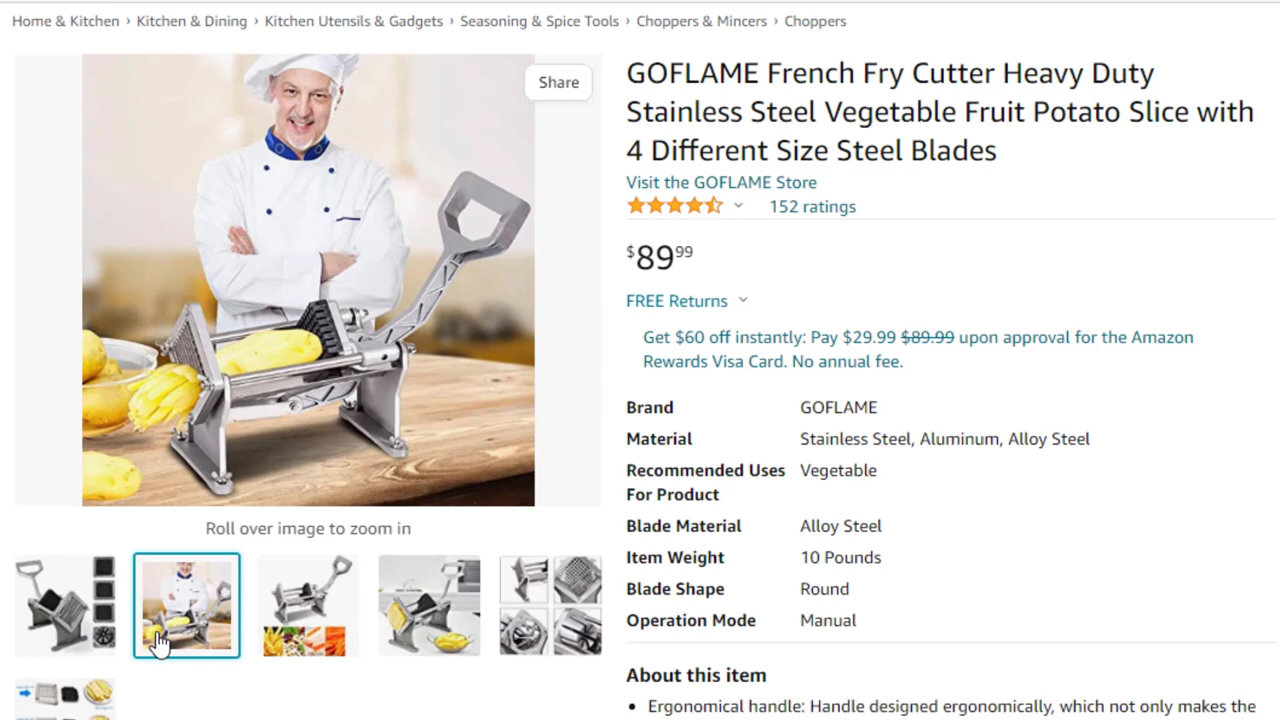 Home & Kitchen › Kitchen & Dining › Kitchen Utensils & Gadgets › Seasoning & Spice Tools › Choppers & Mincers › Choppers
Share
GOFLAME French Fry Cutter Heavy Duty
Stainless Steel Vegetable Fruit Potato Slice with
4 Different Size Steel Blades
Visit the GOFLAME Store
152 ratings
$89.99
FREE Returns
Get $60 off instantly: Pay $29.99 $89.99 upon approval for the Amazon
Rewards Visa Card. No annual fee.
Brand GOFLAME
Material Stainless Steel, Aluminum, Alloy Steel
Recommended Uses Vegetable
For Product
Blade Material Alloy Steel
Item Weight 10 Pounds
Blade Shape Round
Operation Mode Manual
Roll over image to zoom in
About this item
• Ergonomical handle: Handle designed ergonomically, which not only makes the